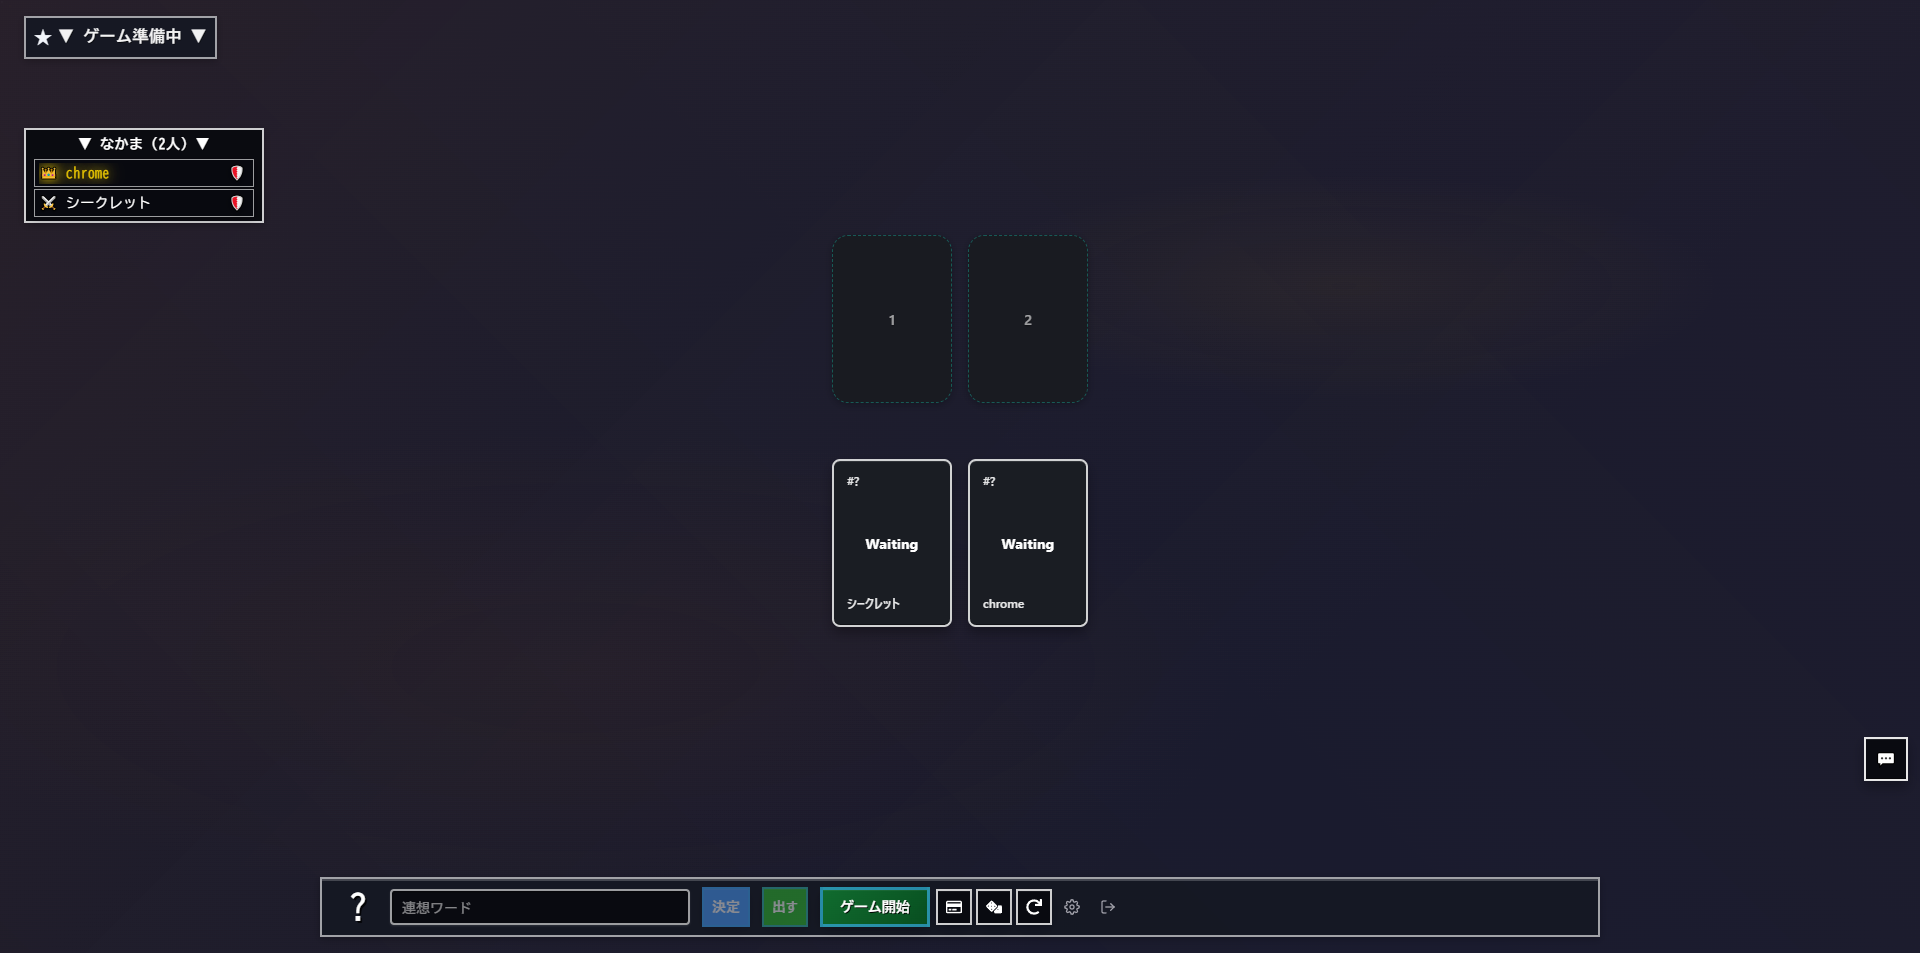 ★ ▼ ゲーム準備中 ▼
▼ なかま（2人）▼
chrome
シークレット
1
2
#?
Waiting
シークレット
#?
Waiting
chrome
?
連想ワード
決定
出す
ゲーム開始